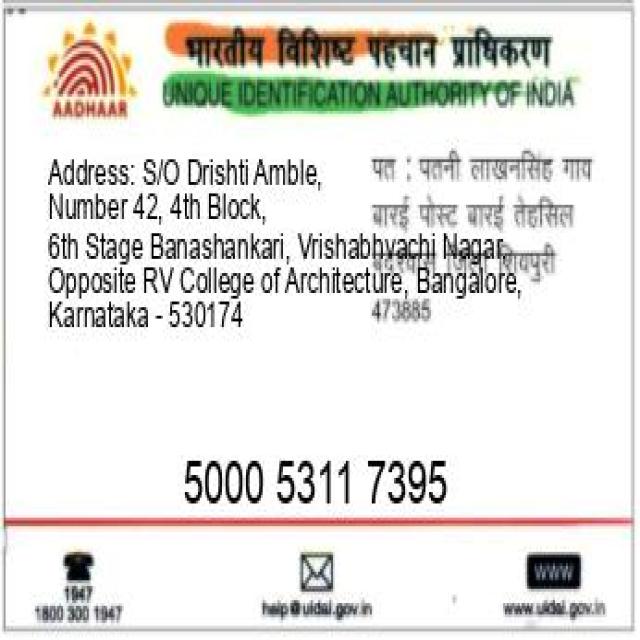 भारतीय विशिष्ट पहचान प्राधिकरण
UNIQUE IDENTIFICATION AUTHORITY OF INDIA
AADHAAR
Address: S/O Drishti Amble,
Number 42, 4th Block,
6th Stage Banashankari, Vrishabhvachi Nagar
Opposite RV College of Architecture, Bangalore,
Karnataka - 530174
पत : पतनी लाखनसिंह गाय
बारई पोस्ट बारई तेहसिल
जिला शिवपुरी
473885
5000 5311 7395
1947
1800 300 1947
help@uidai.gov.in
www
www.uidai.gov.in